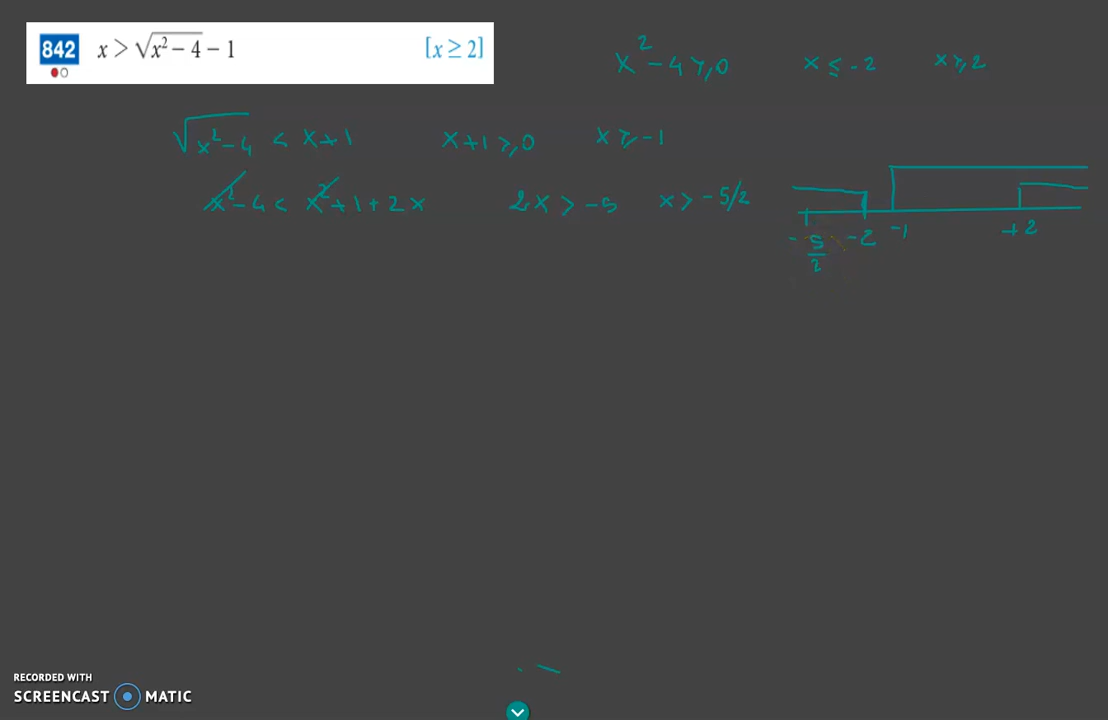 842 x > √x² − 4 − 1 [x ≥ 2]
x² − 4 ≥ 0 x ≤ −2 x ≥ 2
√x² − 4 < x + 1 x + 1 ≥ 0 x ≥ −1
x² − 4 < x² + 1 + 2x 2x > −5 x > −5/2
−5/2 −2 −1 +2
RECORDED WITH
SCREENCAST MATIC